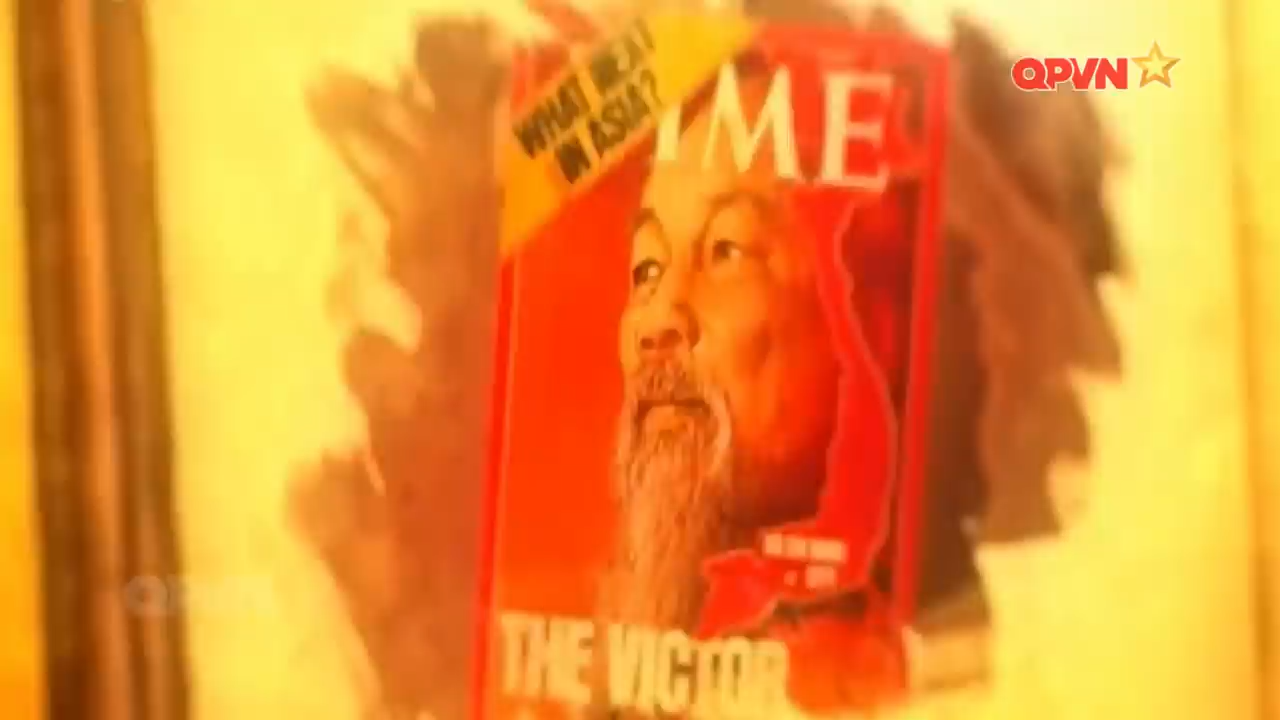 QPVN
WHAT NEXT
IN ASIA?
TIME
THE VICTOR